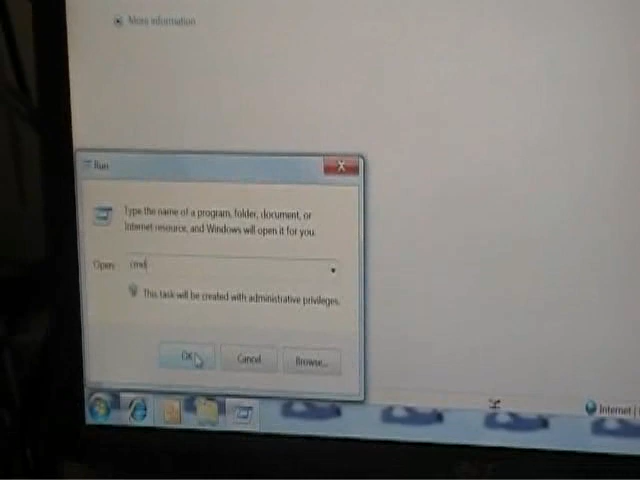 More information
Run
Type the name of a program, folder, document, or
Internet resource, and Windows will open it for you.
Open:
cmd
This task will be created with administrative privileges.
OK
Cancel
Browse...
Internet |